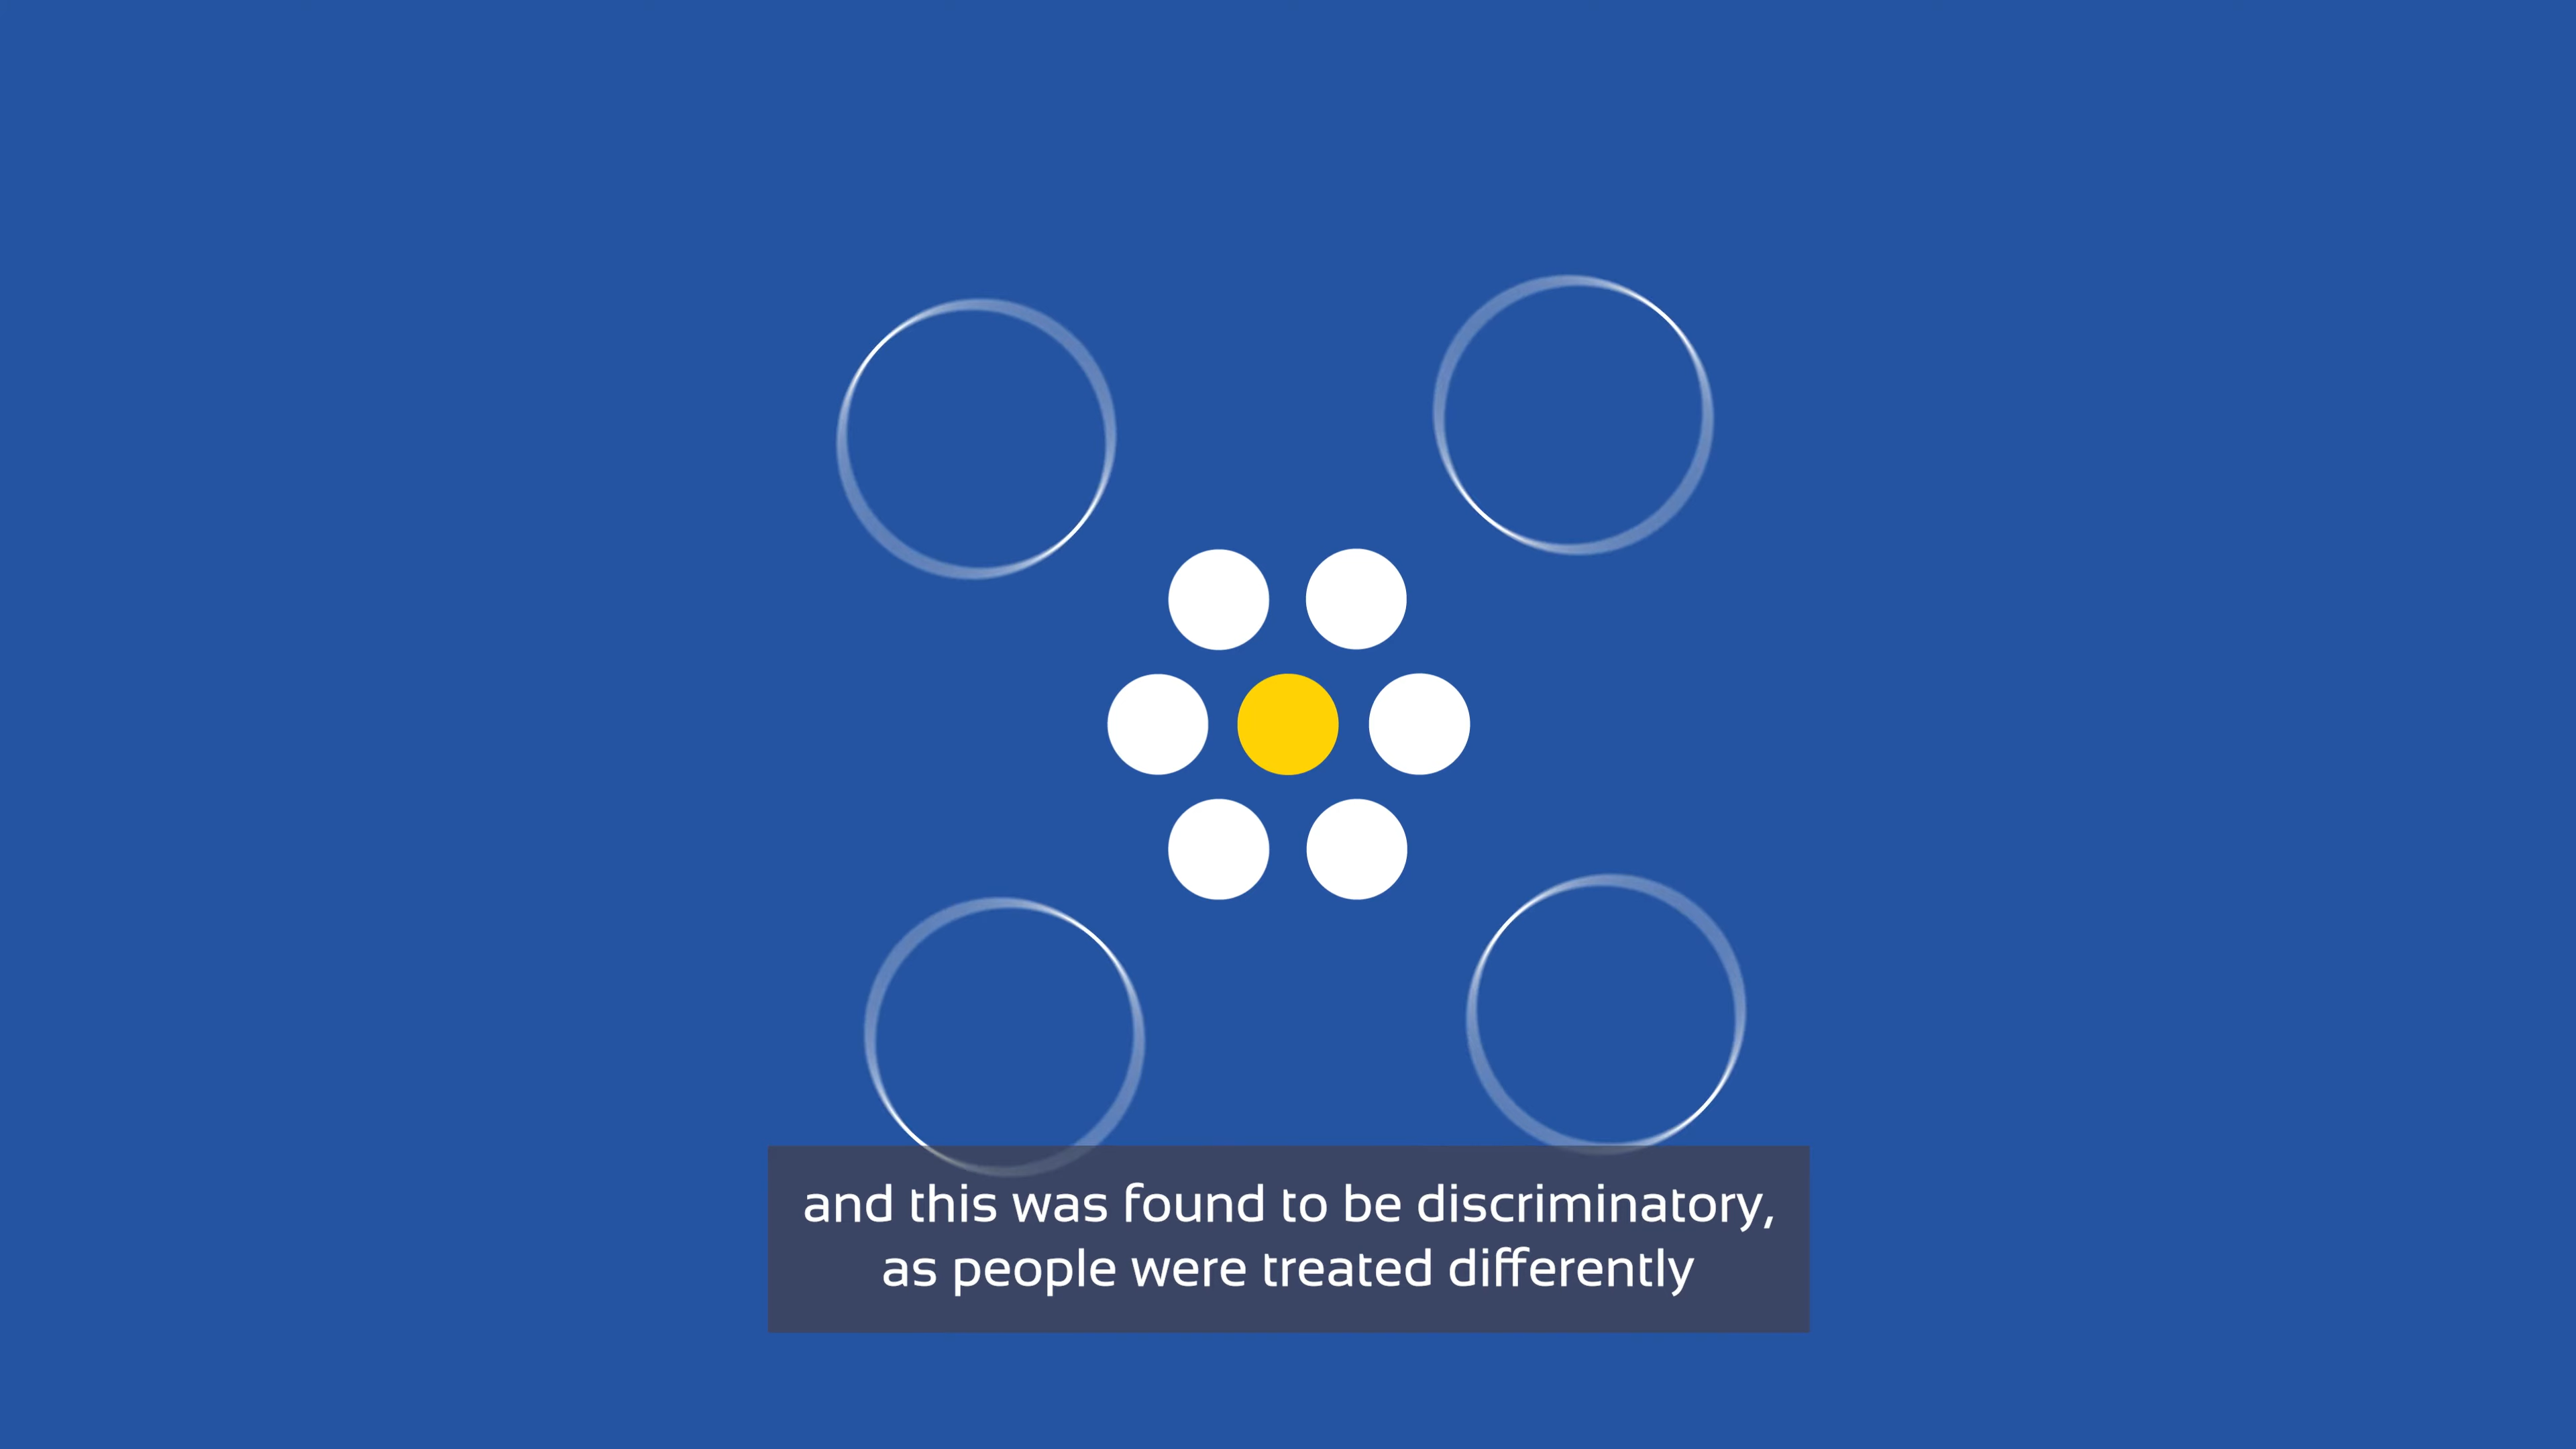 and this was found to be discriminatory,
as people were treated differently